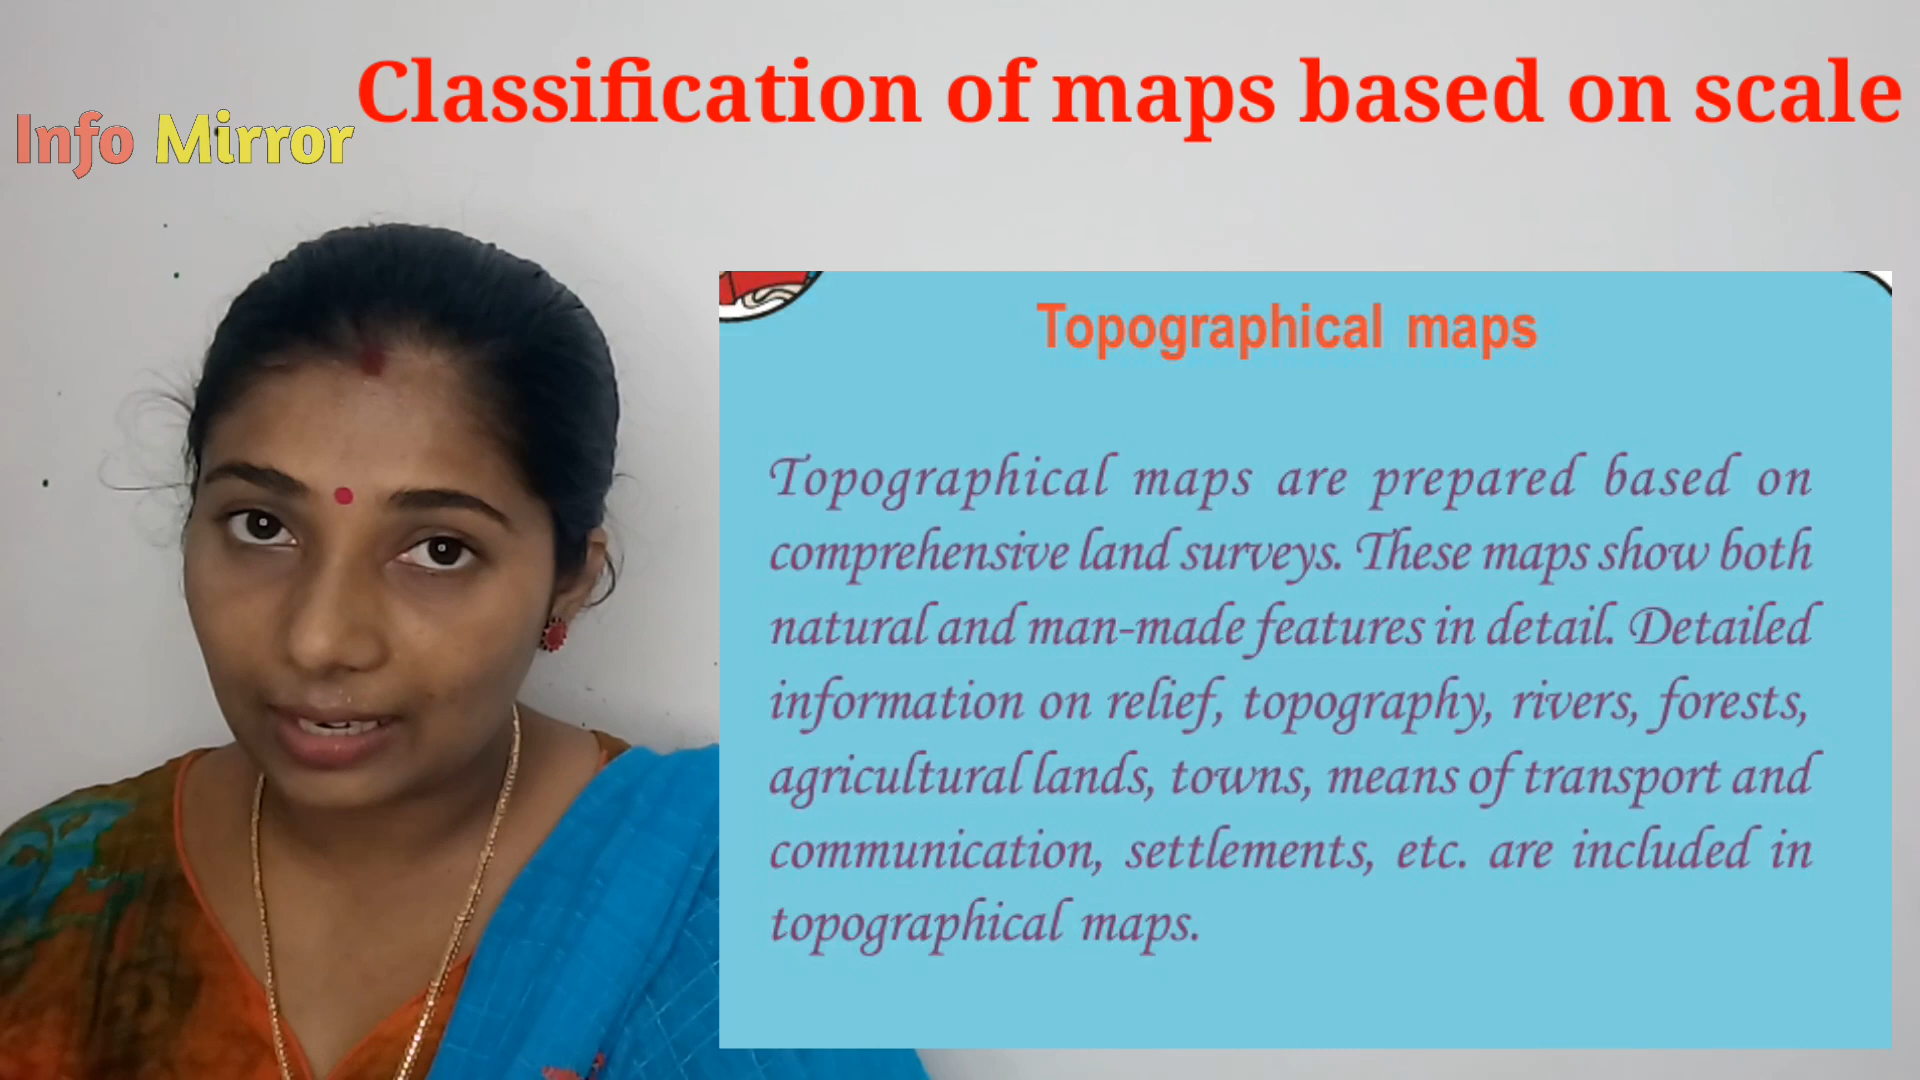 Classification of maps based on scale
Info Mirror
Topographical maps
Topographical maps are prepared based on
comprehensive land surveys. These maps show both
natural and man-made features in detail. Detailed
information on relief, topography, rivers, forests,
agricultural lands, towns, means of transport and
communication, settlements, etc. are included in
topographical maps.